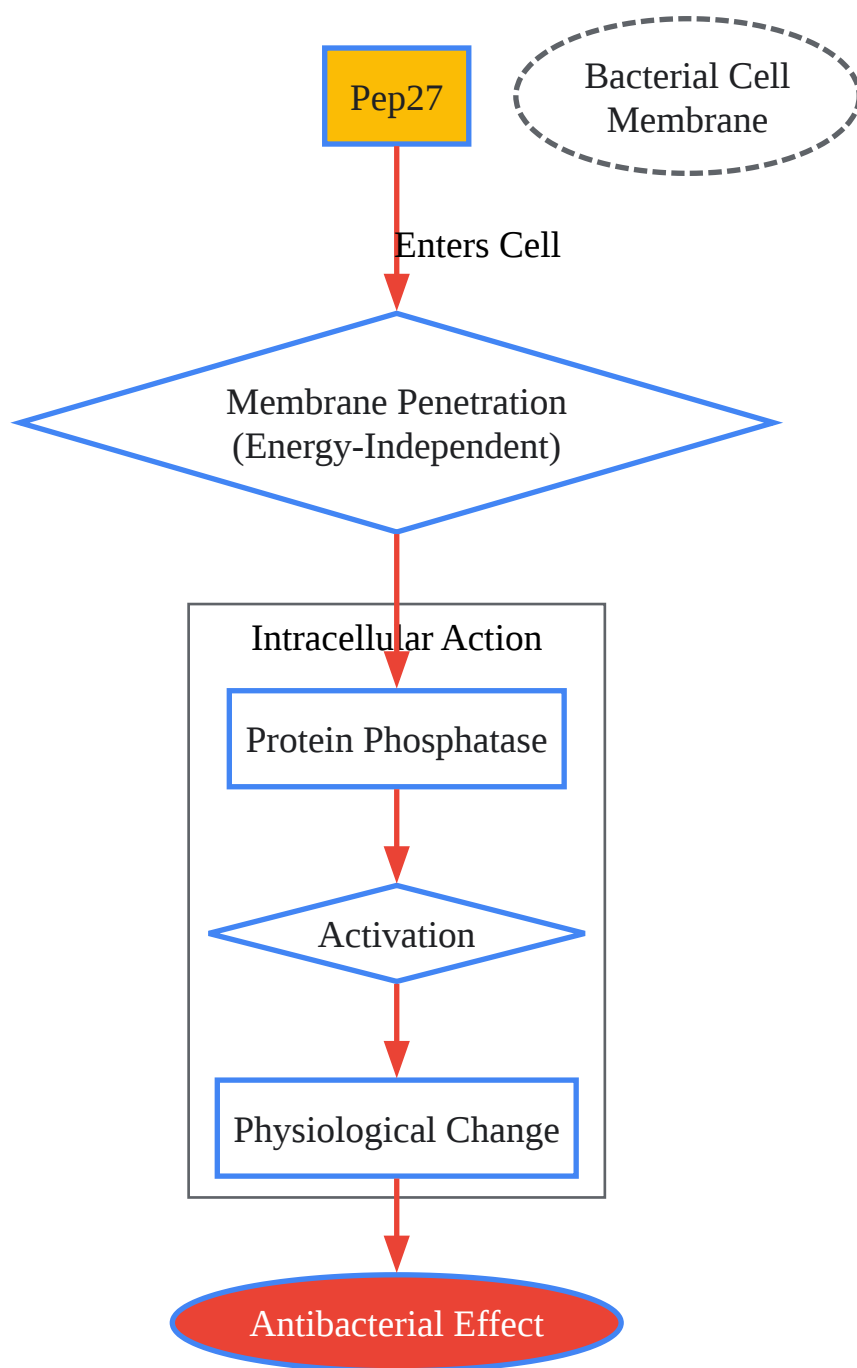 Pep27
Bacterial Cell
Membrane
Enters Cell
Membrane Penetration
(Energy-Independent)
Intracellular Action
Protein Phosphatase
Activation
Physiological Change
Antibacterial Effect